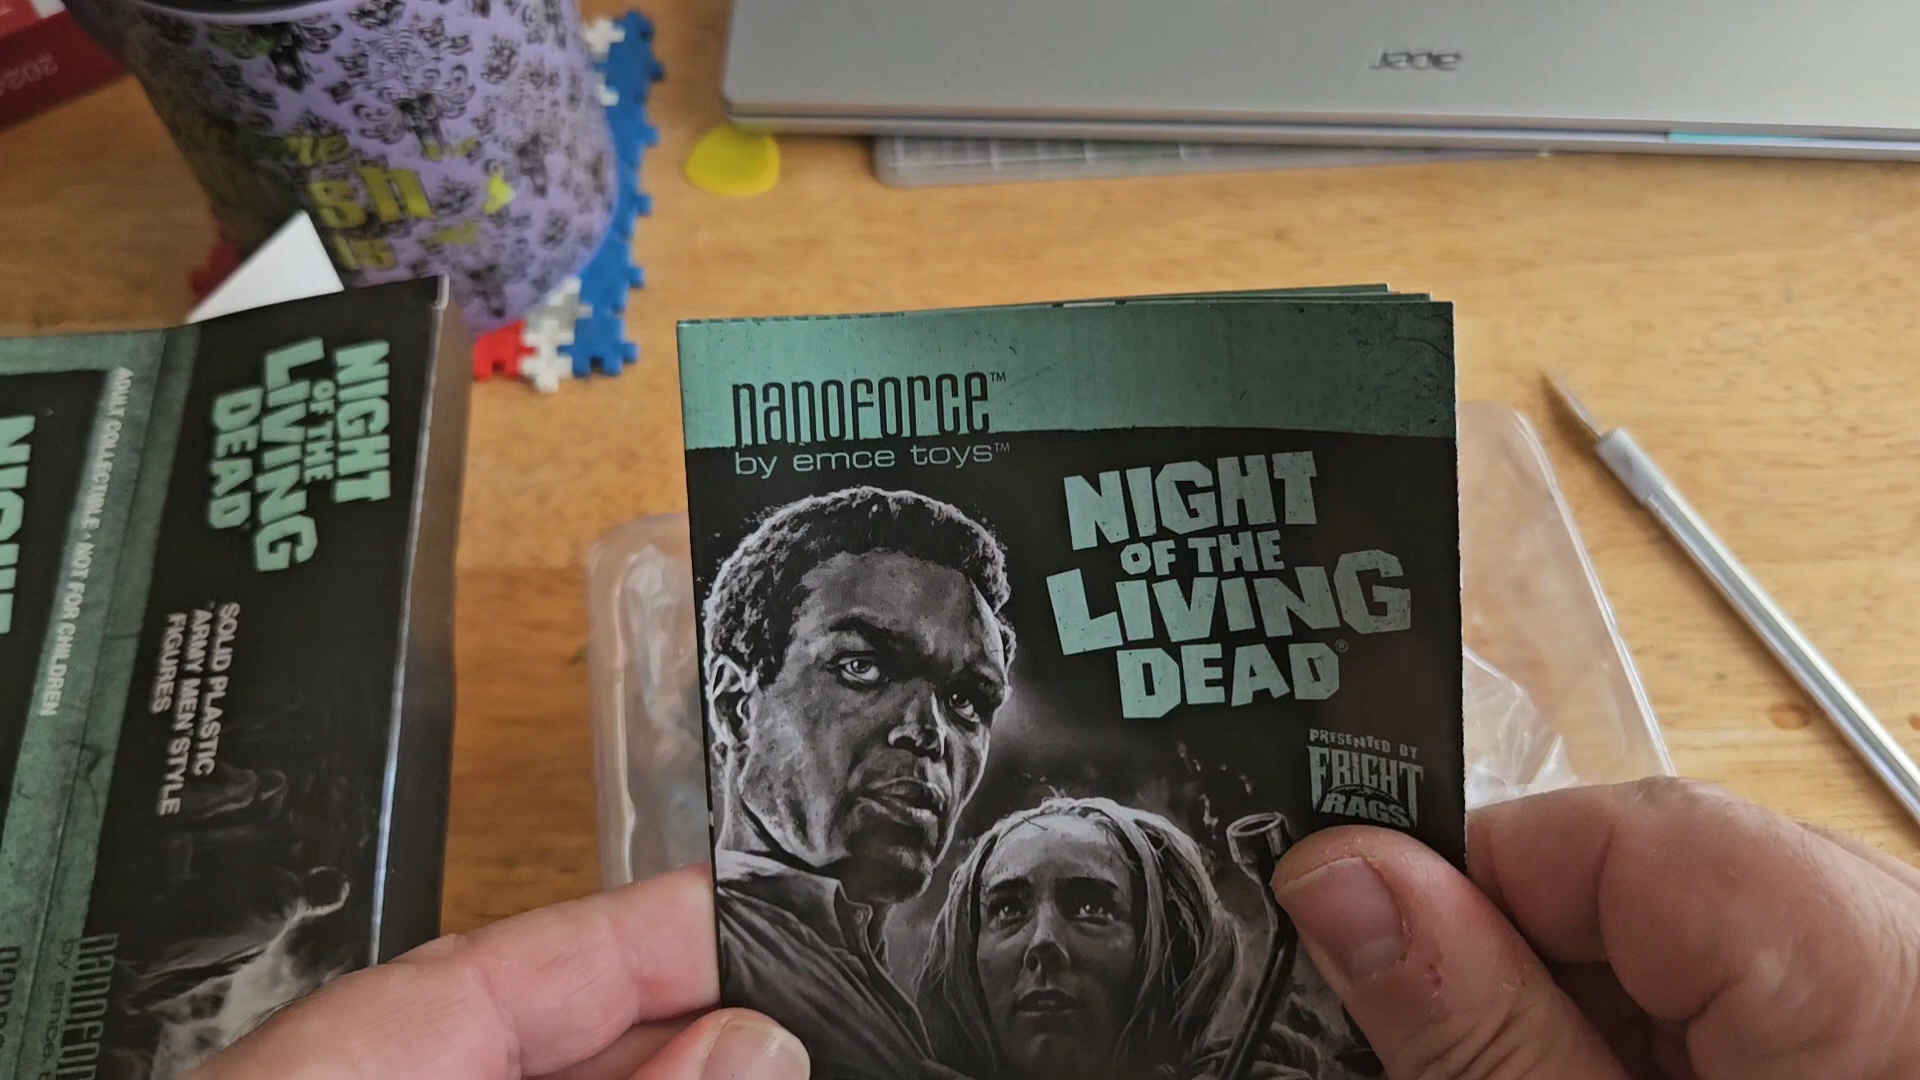 acer
nanoforce™
by emce toys™
NIGHT
OF THE
LIVING
DEAD®
PRESENTED BY
FRIGHT
RAGS
NIGHT
OF THE
LIVING
DEAD
SOLID PLASTIC
"ARMY MEN" STYLE
FIGURES
ADULT COLLECTIBLE • NOT FOR CHILDREN